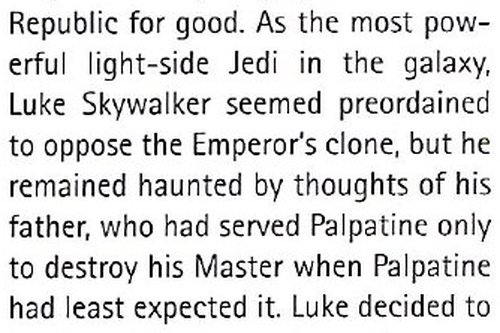 Republic for good. As the most pow-
erful light-side Jedi in the galaxy,
Luke Skywalker seemed preordained
to oppose the Emperor's clone, but he
remained haunted by thoughts of his
father, who had served Palpatine only
to destroy his Master when Palpatine
had least expected it. Luke decided to